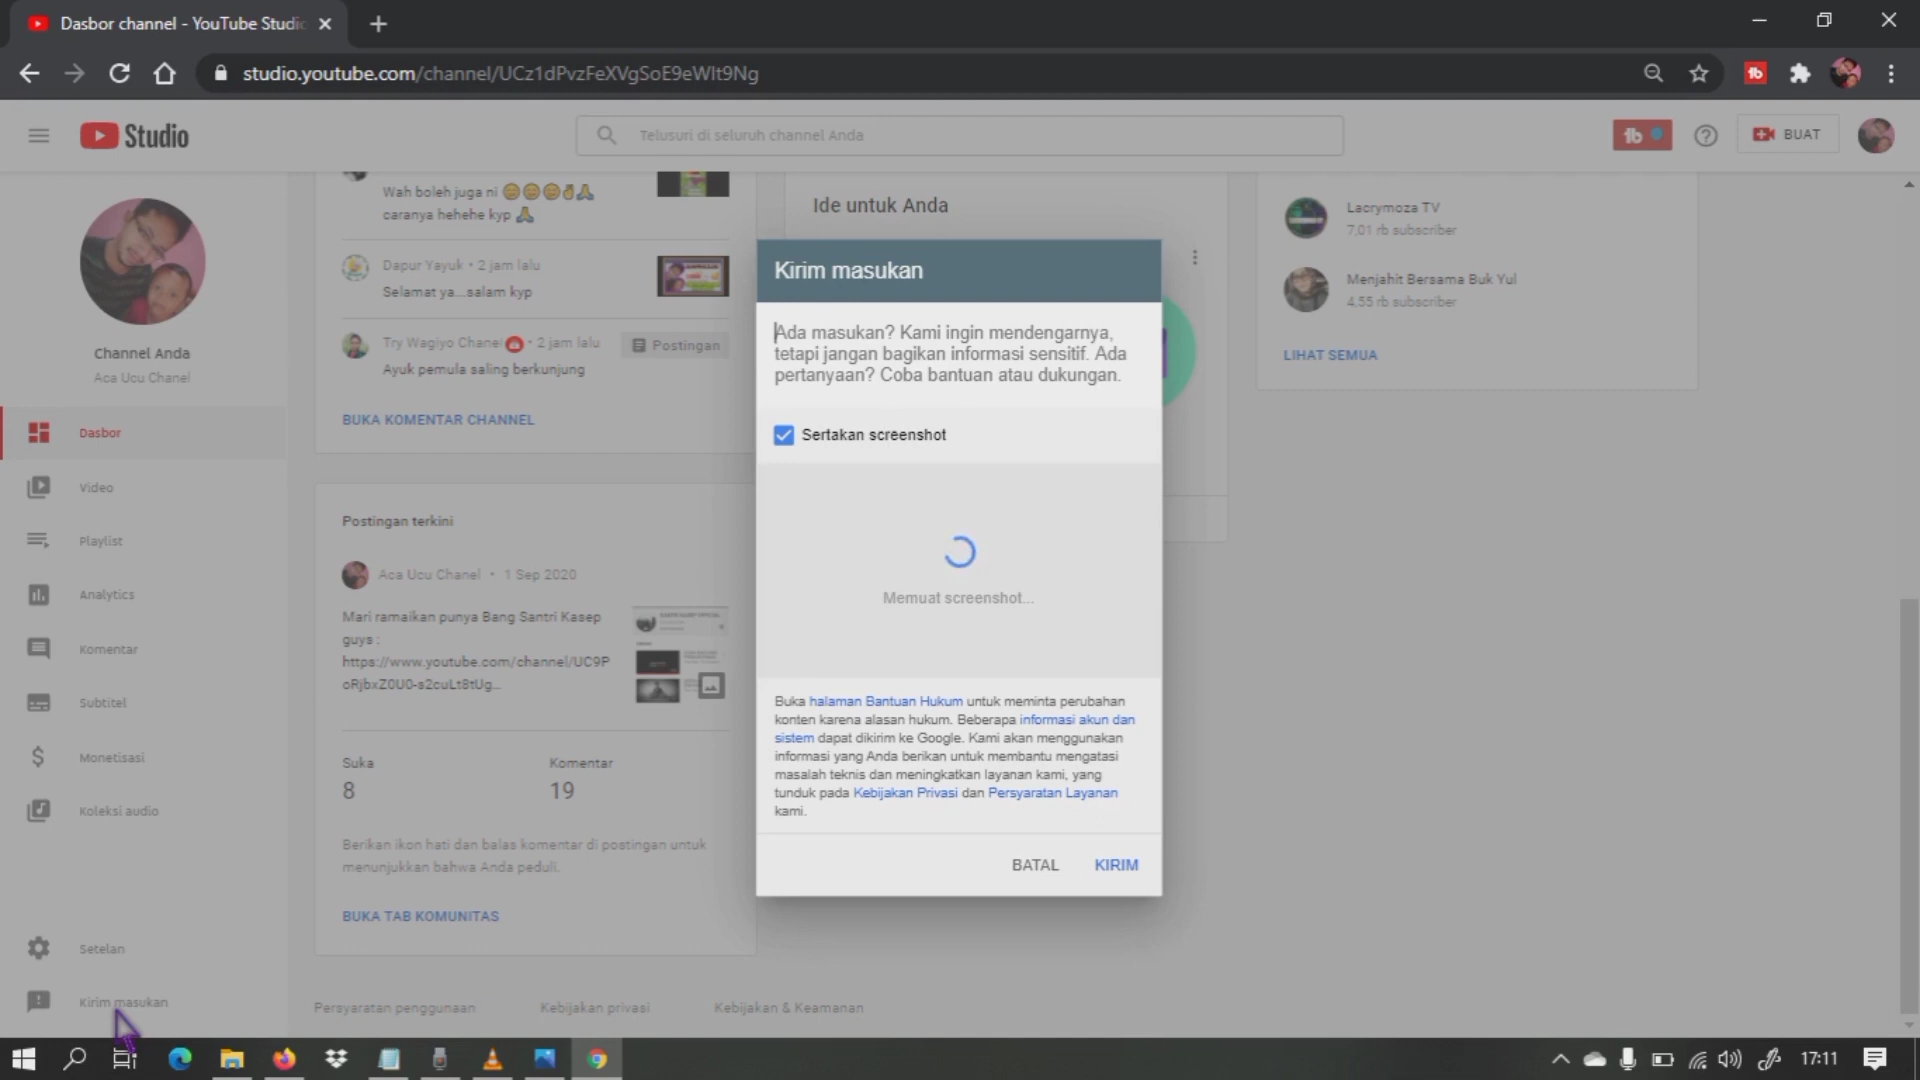 Dasbor channel - YouTube Studio
studio.youtube.com/channel/UCz1dPvzFeXVgSoE9eWIt9Ng
Studio
Telusuri di seluruh channel Anda
BUAT
Channel Anda
Aca Ucu Chanel
Dasbor
Video
Playlist
Analytics
Komentar
Subtitel
Monetisasi
Koleksi audio
Setelan
Kirim masukan
Wah boleh juga ni 😊😊😊✌🙏
caranya hehehe kyp 🙏
Dapur Yayuk • 2 jam lalu
Selamat ya...salam kyp
Try Wagiyo Chanel • 2 jam lalu
Postingan
Ayuk pemula saling berkunjung
BUKA KOMENTAR CHANNEL
Postingan terkini
Aca Ucu Chanel • 1 Sep 2020
Mari ramaikan punya Bang Santri Kasep
guys :
https://www.youtube.com/channel/UC9P
oRjbxZ0U0-s2cuLt8tUg...
Suka
Komentar
8
19
Berikan ikon hati dan balas komentar di postingan untuk
menunjukkan bahwa Anda peduli.
BUKA TAB KOMUNITAS
Persyaratan penggunaan
Kebijakan privasi
Kebijakan & Keamanan
Ide untuk Anda
Kirim masukan
Ada masukan? Kami ingin mendengarnya,
tetapi jangan bagikan informasi sensitif. Ada
pertanyaan? Coba bantuan atau dukungan.
Sertakan screenshot
Memuat screenshot...
Buka halaman Bantuan Hukum untuk meminta perubahan
konten karena alasan hukum. Beberapa informasi akun dan
sistem dapat dikirim ke Google. Kami akan menggunakan
informasi yang Anda berikan untuk membantu mengatasi
masalah teknis dan meningkatkan layanan kami, yang
tunduk pada Kebijakan Privasi dan Persyaratan Layanan
kami.
BATAL
KIRIM
Lacrymoza TV
7,01 rb subscriber
Menjahit Bersama Buk Yul
4,55 rb subscriber
LIHAT SEMUA
17:11